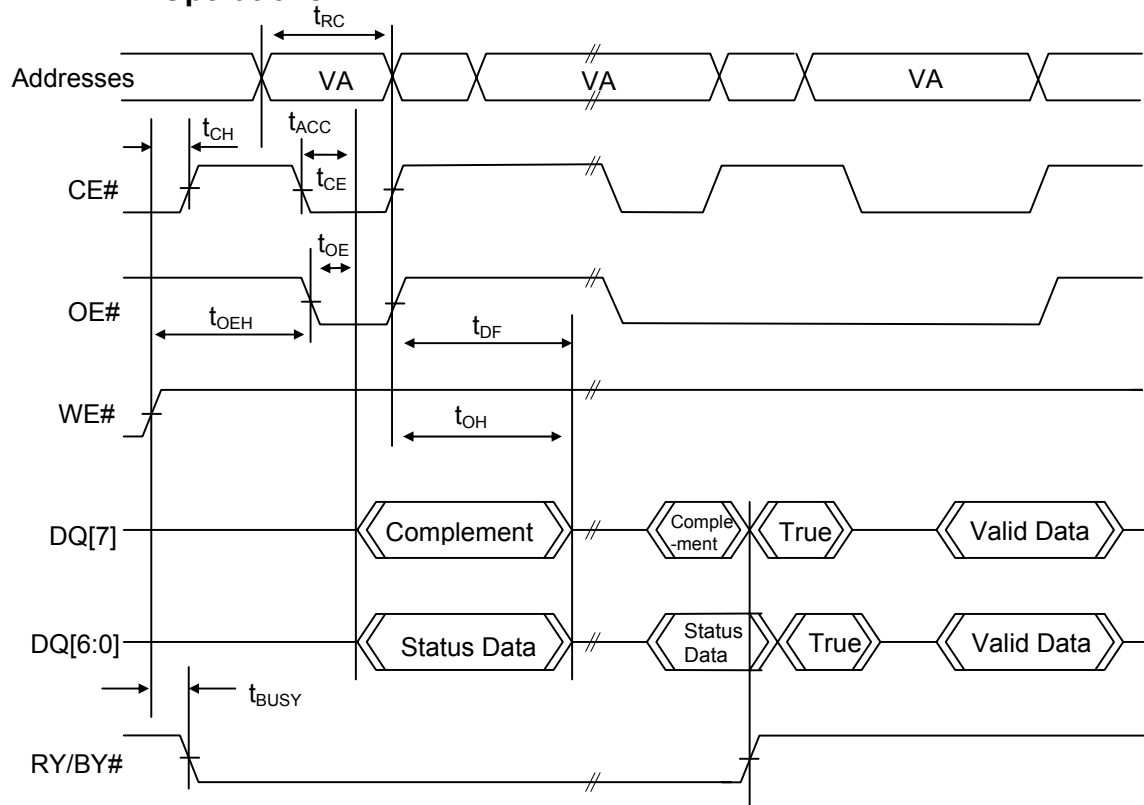 tRC
Addresses VA VA VA
tCH tACC
CE# tCE
tOE
OE#
tOEH tDF
WE#
tOH
DQ[7] Complement Comple-ment True Valid Data
DQ[6:0] Status Data Status Data True Valid Data
tBUSY
RY/BY#